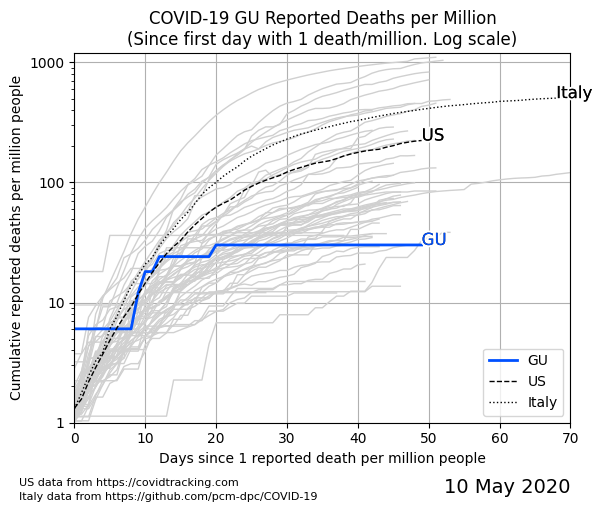 COVID-19 GU Reported Deaths per Million
(Since first day with 1 death/million. Log scale)
Cumulative reported deaths per million people
1000
100
10
1
Italy
US
GU
GU
US
Italy
0 10 20 30 40 50 60 70
Days since 1 reported death per million people
US data from https://covidtracking.com
Italy data from https://github.com/pcm-dpc/COVID-19
10 May 2020